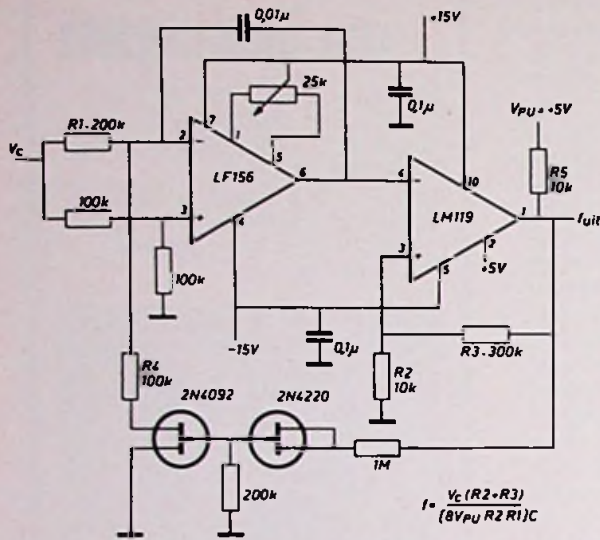 0,01µ
+15V
25k
0,1µ
VPU=+5V
R1-200k
7
1
2
5
R5
10k
VC
LF156
6
4
10
LM119
1
fuit
100k
3
4
3
2
5
+5V
100k
-15V
0,1µ
R3-300k
R4
100k
R2
10k
2N4092
2N4220
1M
200k
f= VC (R2+R3)
(8VPU R2 R1)C